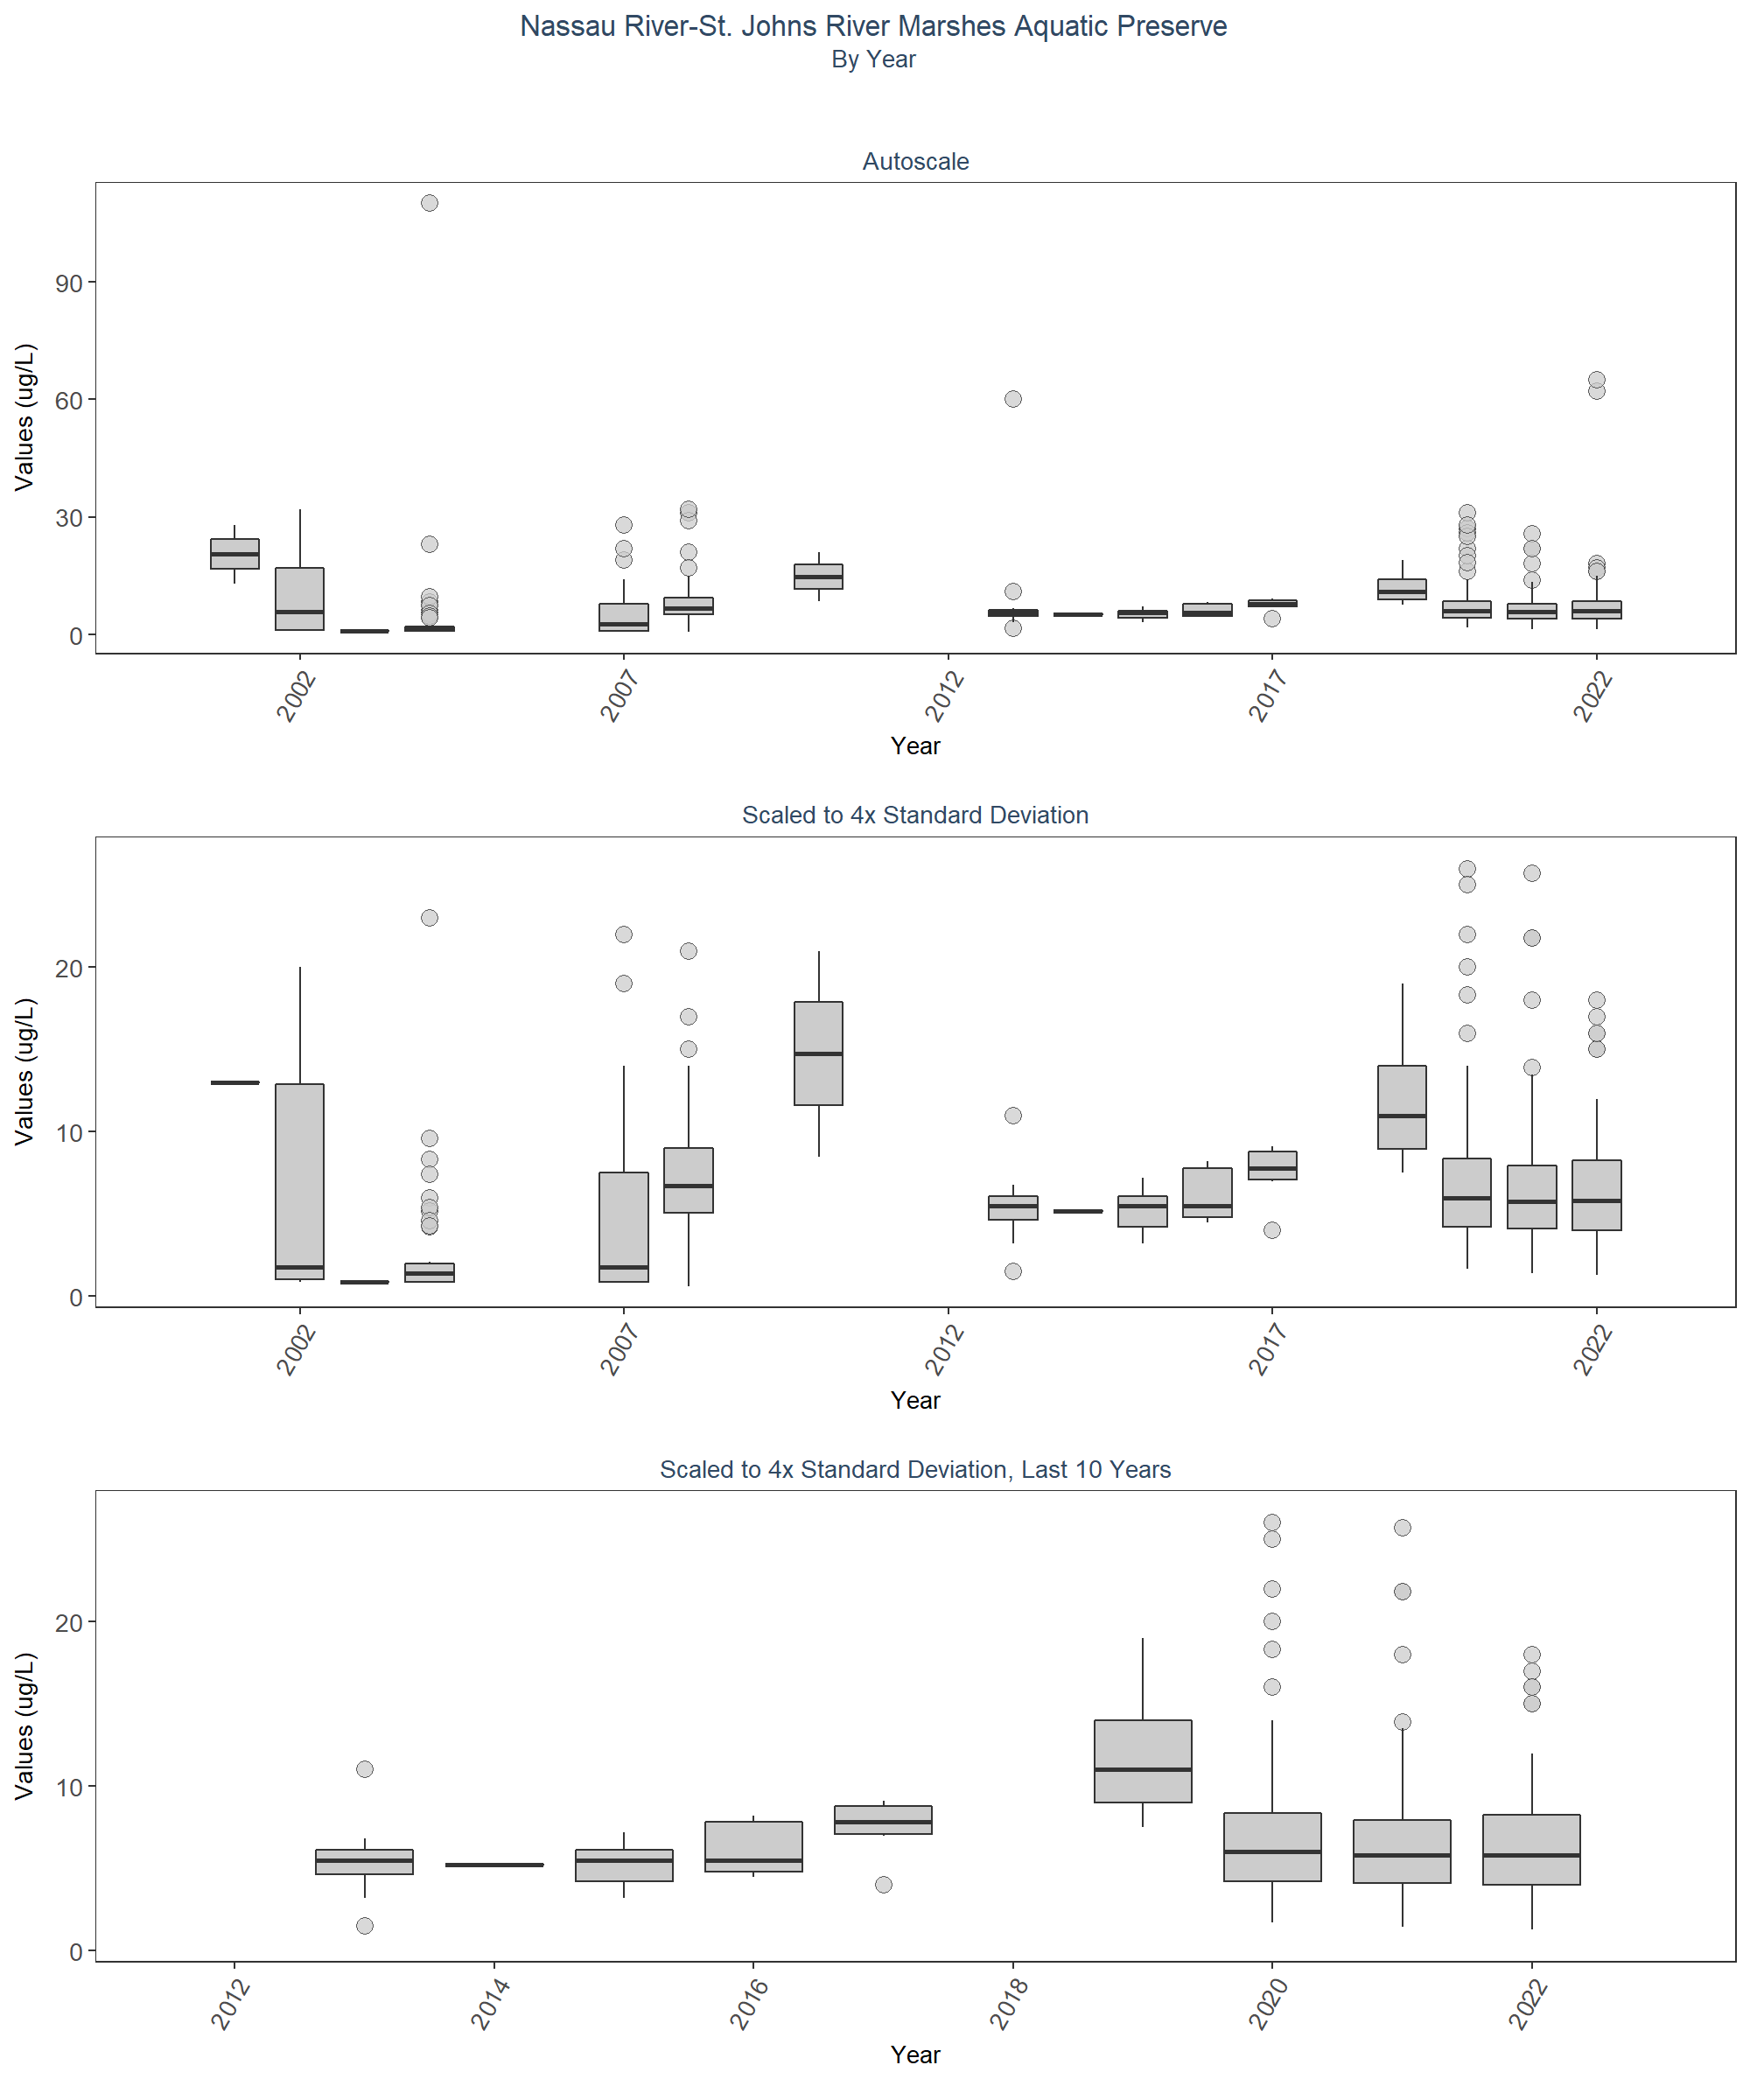 Nassau River-St. Johns River Marshes Aquatic Preserve
By Year
Autoscale
Values (ug/L)
90
60
30
0
2002
2007
2012
2017
2022
Year
Scaled to 4x Standard Deviation
Values (ug/L)
20
10
0
2002
2007
2012
2017
2022
Year
Scaled to 4x Standard Deviation, Last 10 Years
Values (ug/L)
20
10
0
2012
2014
2016
2018
2020
2022
Year